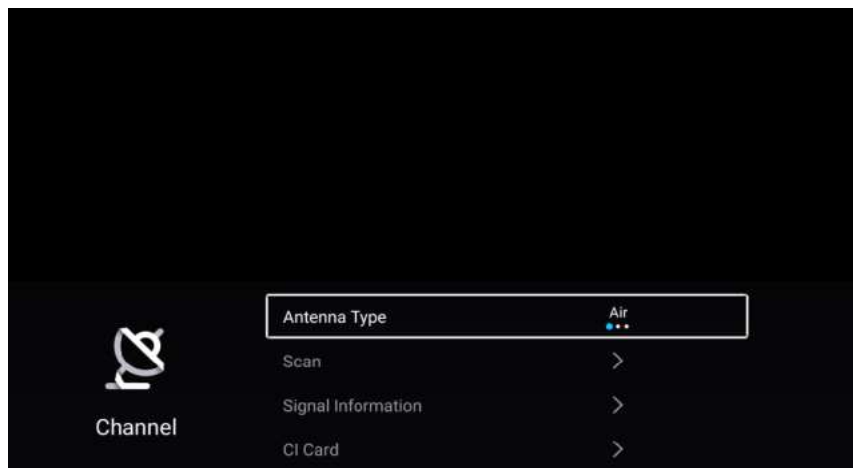 Antenna Type
Air
Scan
Signal Information
CI Card
Channel